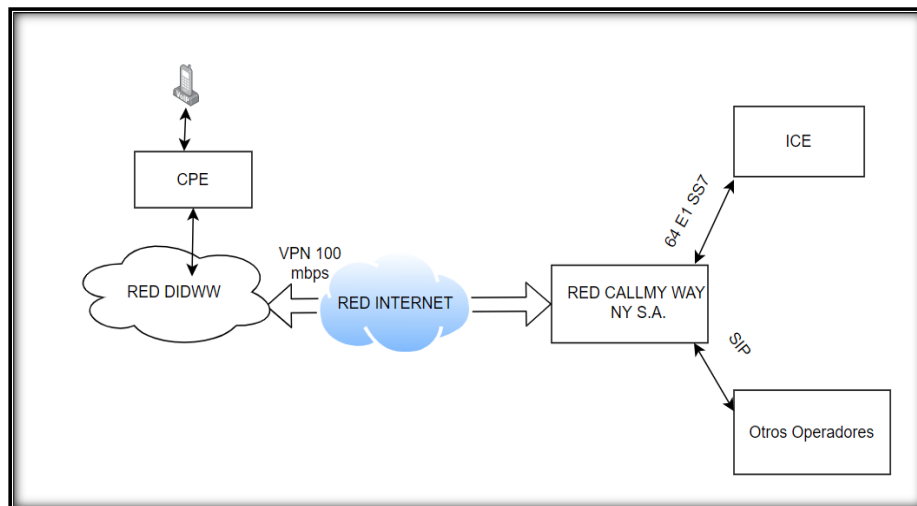 ICE
CPE
64 E1 SS7
VPN 100
mbps
RED DIDWW
RED INTERNET
RED CALLMY WAY
NY S.A.
SIP
Otros Operadores